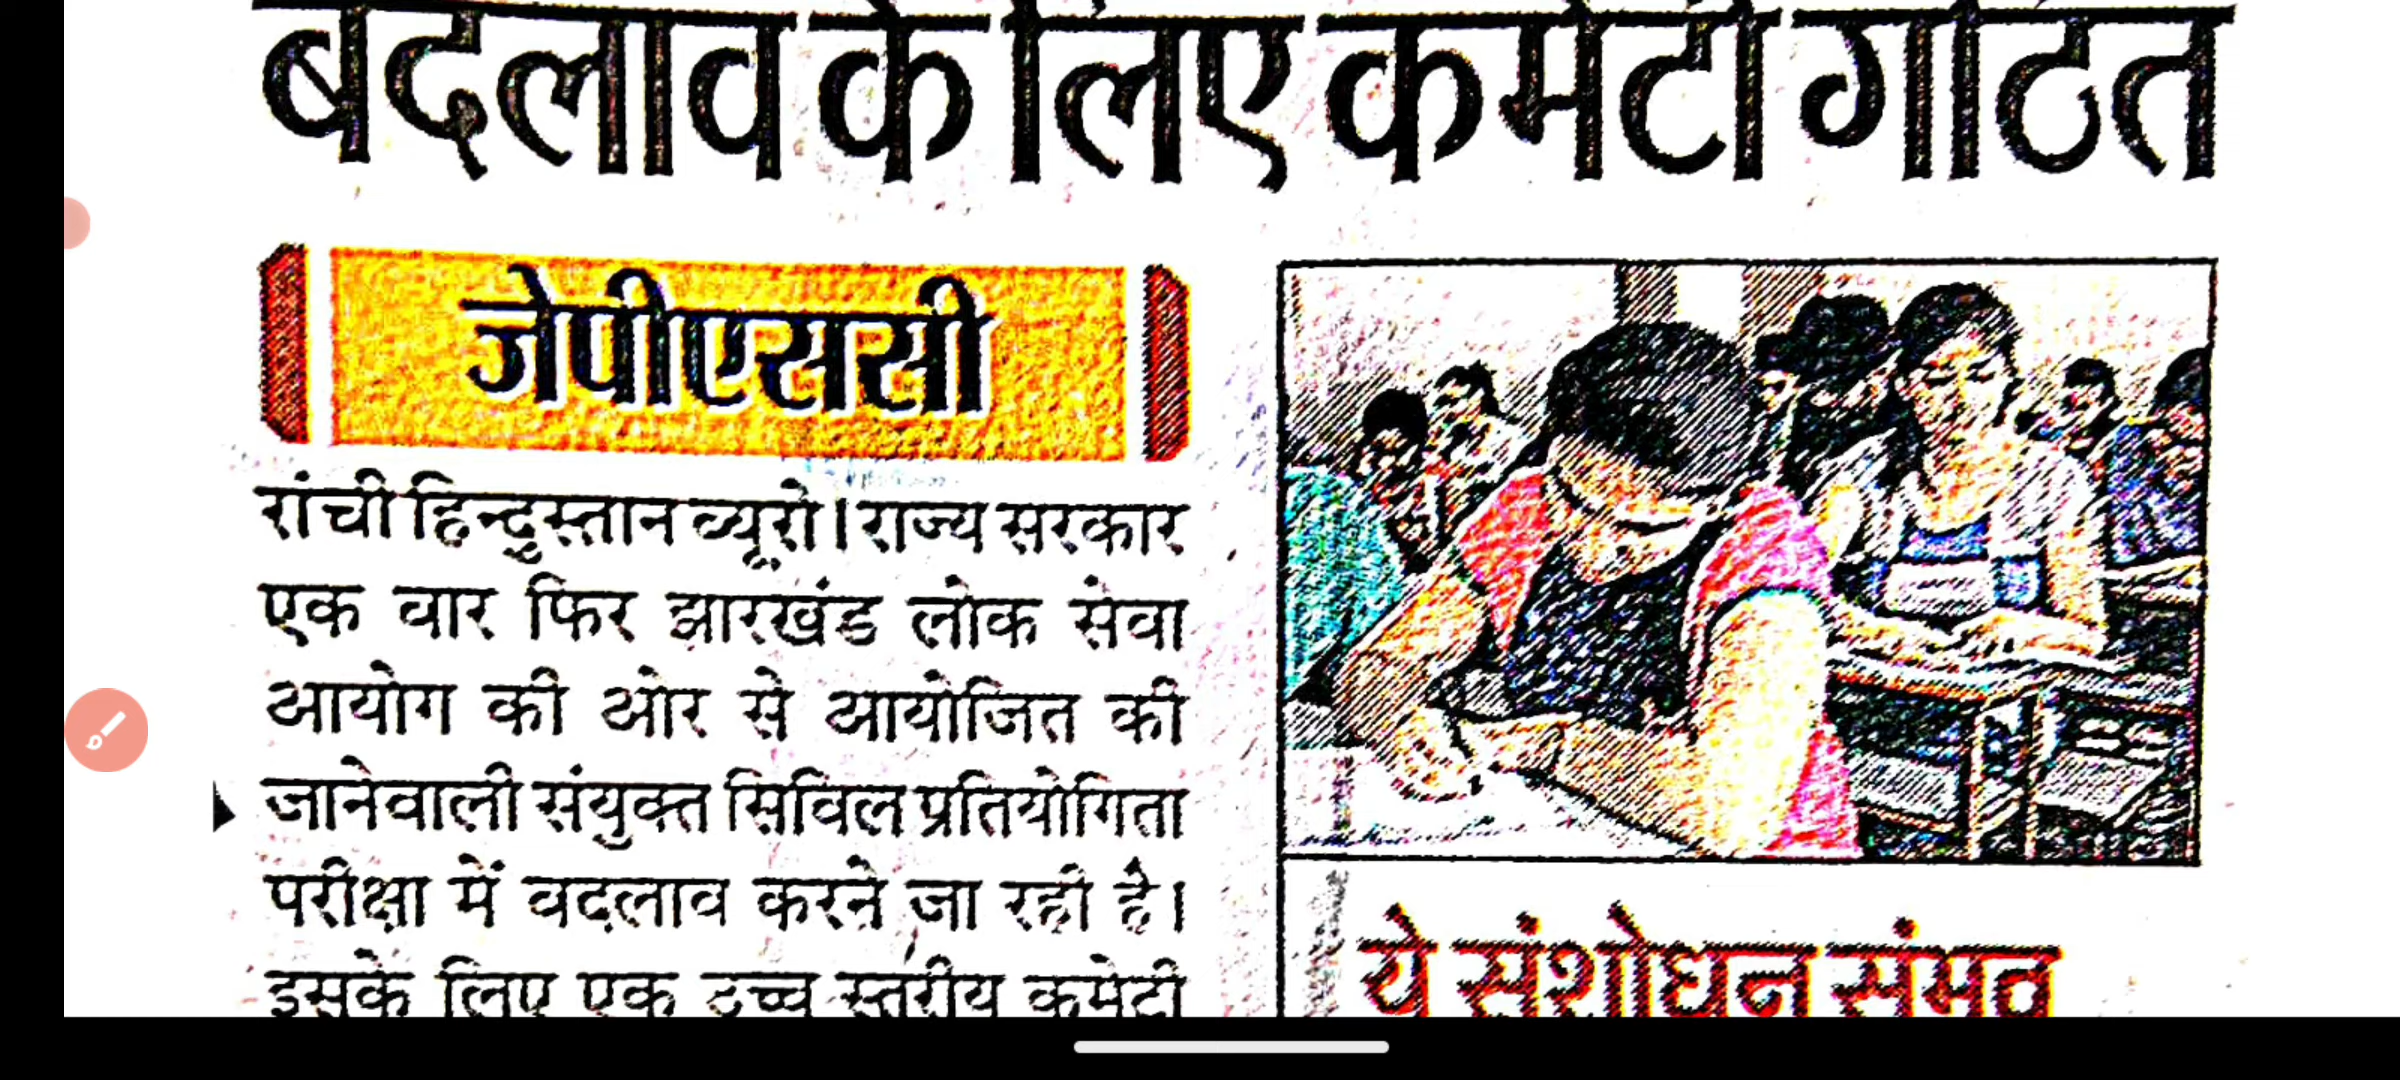 बदलाव के लिए कमेटी गठित
जेपीएससी
रांची हिन्दुस्तान ब्यूरो। राज्य सरकार
एक बार फिर झारखंड लोक सेवा
आयोग की ओर से आयोजित की
जानेवाली संयुक्त सिविल प्रतियोगिता
परीक्षा में बदलाव करने जा रही है।
इसके लिए एक उच्च स्तरीय कमेटी
ये संशोधन संभव